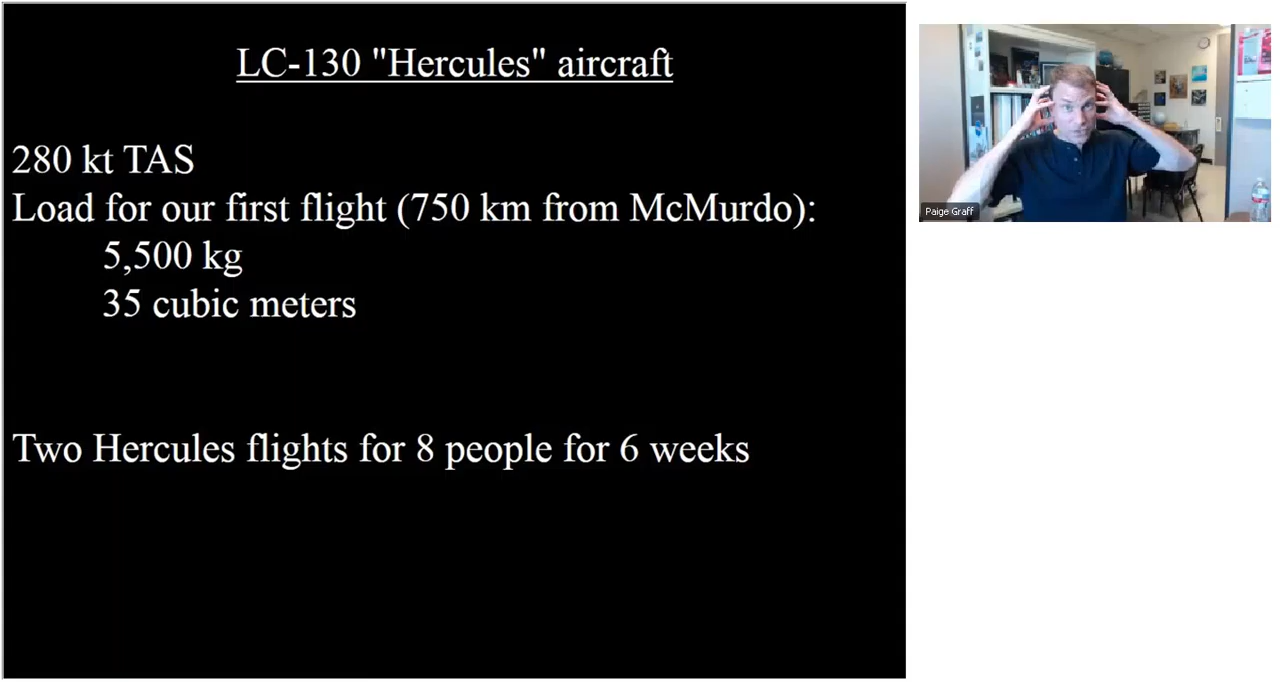 LC-130 "Hercules" aircraft
280 kt TAS
Load for our first flight (750 km from McMurdo):
5,500 kg
35 cubic meters
Two Hercules flights for 8 people for 6 weeks
Paige Graff